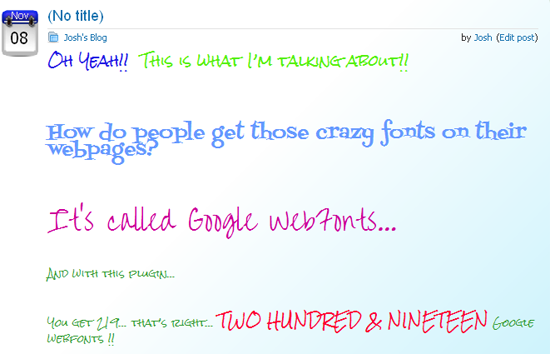 Nov
08
(No title)
Josh's Blog
by Josh (Edit post)
Oh Yeah!! This is what I'm talking about!!
How do people get those crazy fonts on their
webpages?
It's called Google WebFonts...
And with this plugin...
You get 219... that's right... TWO HUNDRED & NINETEEN Google
webfonts !!